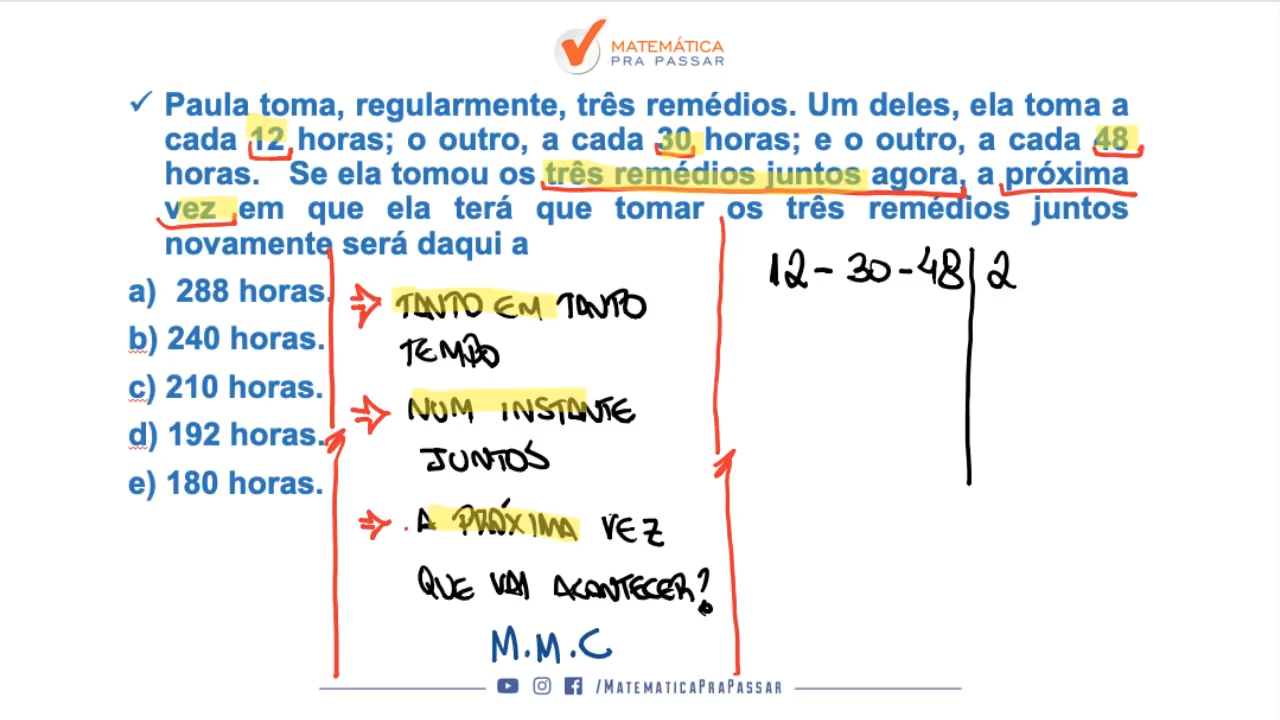 MATEMÁTICA
PRA PASSAR
✓ Paula toma, regularmente, três remédios. Um deles, ela toma a
cada 12 horas; o outro, a cada 30 horas; e o outro, a cada 48
horas. Se ela tomou os três remédios juntos agora, a próxima
vez em que ela terá que tomar os três remédios juntos
novamente será daqui a
a) 288 horas.
b) 240 horas.
c) 210 horas.
d) 192 horas.
e) 180 horas.
⇒ TANTO EM TANTO
TEMPO
⇒ NUM INSTANTE
JUNTOS
⇒ A PRÓXIMA VEZ
QUE VAI ACONTECER?
M.M.C
12 - 30 - 48 | 2
/MATEMATICAPRAPASSAR